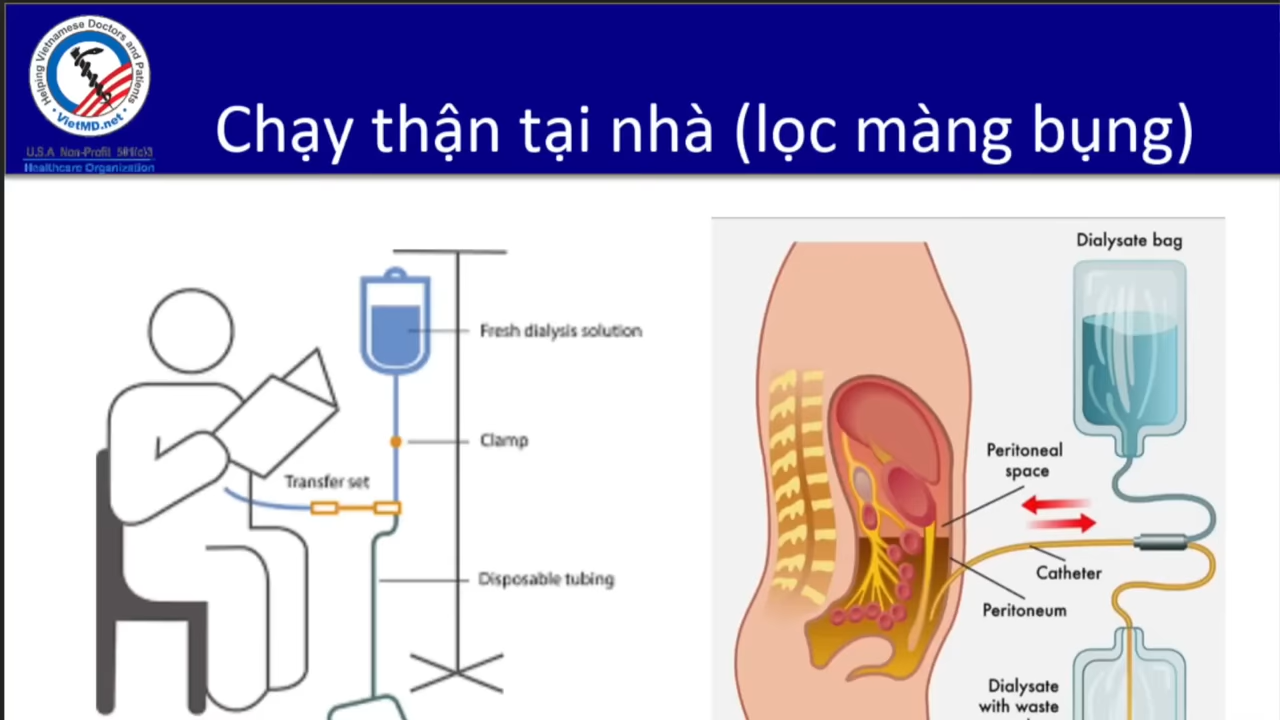 Helping Vietnamese Doctors and Patients
• VietMD.net •
U.S.A Non-Profit 501(c)3
Healthcare Organization
Chạy thận tại nhà (lọc màng bụng)
Fresh dialysis solution
Clamp
Transfer set
Disposable tubing
Dialysate bag
Peritoneal
space
Catheter
Peritoneum
Dialysate
with waste